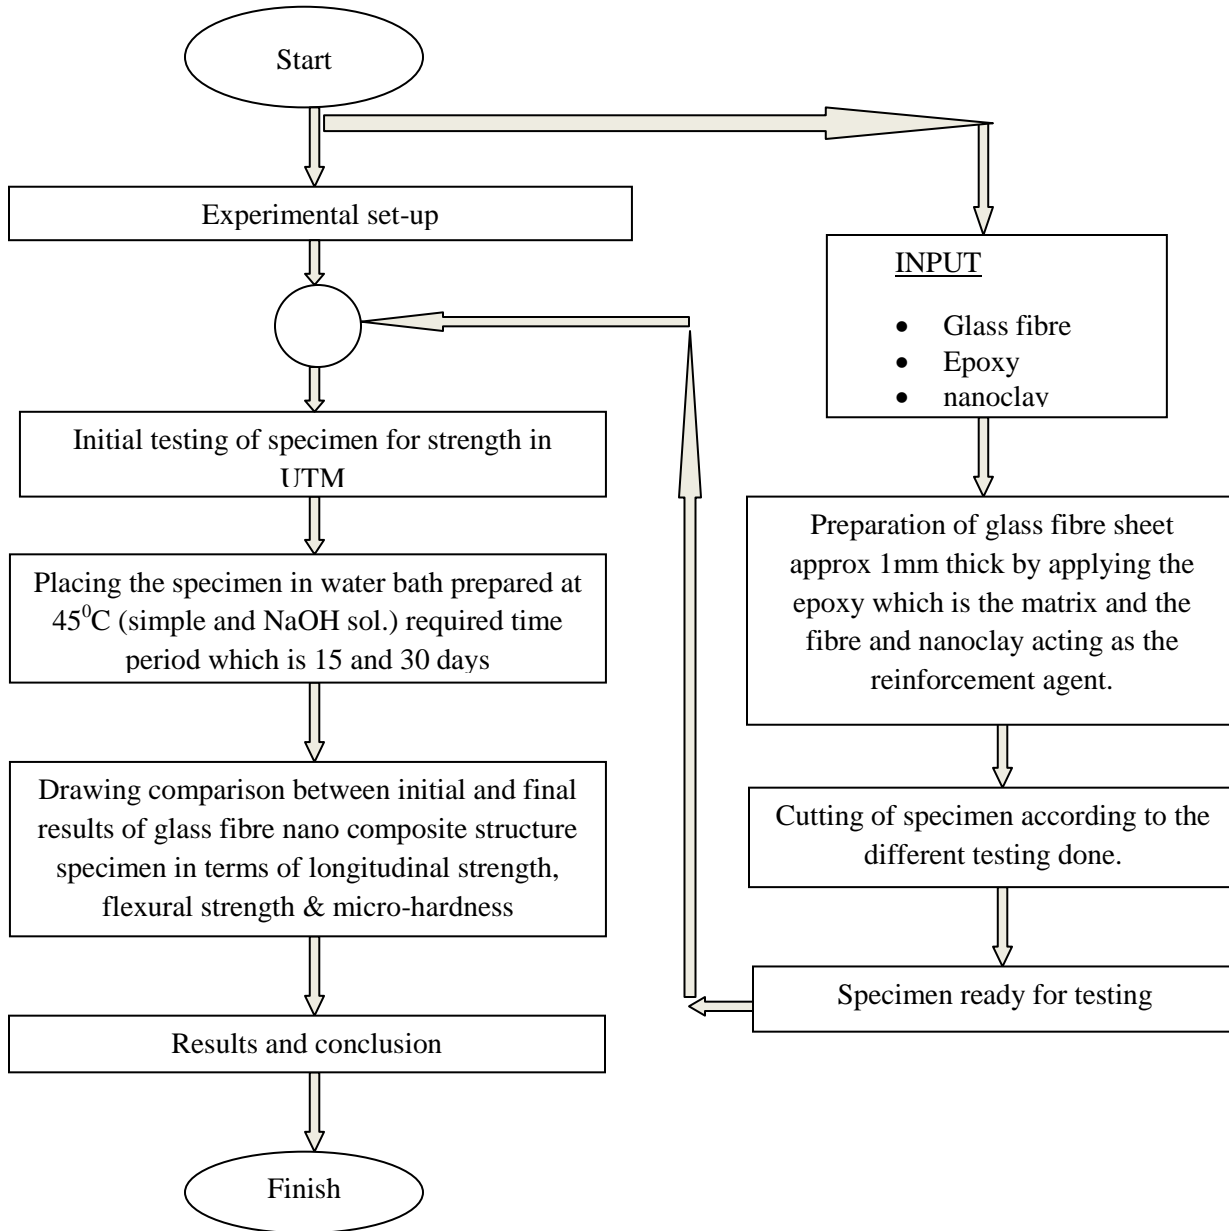 Start
Experimental set-up
Initial testing of specimen for strength in
UTM
Placing the specimen in water bath prepared at
45⁰C (simple and NaOH sol.) required time
period which is 15 and 30 days
Drawing comparison between initial and final
results of glass fibre nano composite structure
specimen in terms of longitudinal strength,
flexural strength & micro-hardness
Results and conclusion
Finish
INPUT
• Glass fibre
• Epoxy
• nanoclay
Preparation of glass fibre sheet
approx 1mm thick by applying the
epoxy which is the matrix and the
fibre and nanoclay acting as the
reinforcement agent.
Cutting of specimen according to the
different testing done.
Specimen ready for testing